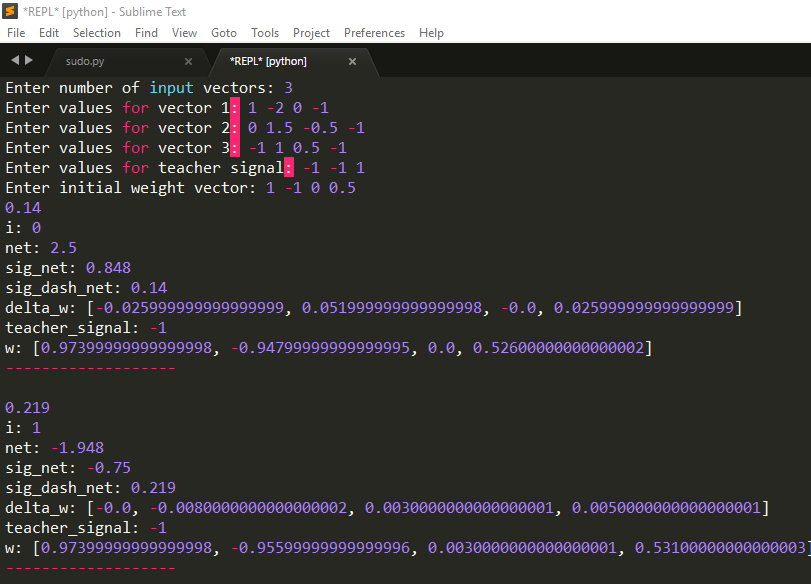 *REPL* [python] - Sublime Text
File Edit Selection Find View Goto Tools Project Preferences Help
sudo.py × *REPL* [python] ×
Enter number of input vectors: 3
Enter values for vector 1: 1 -2 0 -1
Enter values for vector 2: 0 1.5 -0.5 -1
Enter values for vector 3: -1 1 0.5 -1
Enter values for teacher signal: -1 -1 1
Enter initial weight vector: 1 -1 0 0.5
0.14
i: 0
net: 2.5
sig_net: 0.848
sig_dash_net: 0.14
delta_w: [-0.025999999999999999, 0.051999999999999998, -0.0, 0.025999999999999999]
teacher_signal: -1
w: [0.97399999999999998, -0.94799999999999995, 0.0, 0.52600000000000002]
-------------------
0.219
i: 1
net: -1.948
sig_net: -0.75
sig_dash_net: 0.219
delta_w: [-0.0, -0.0080000000000000002, 0.0030000000000000001, 0.0050000000000000001]
teacher_signal: -1
w: [0.97399999999999998, -0.95599999999999996, 0.0030000000000000001, 0.53100000000000003]
-------------------